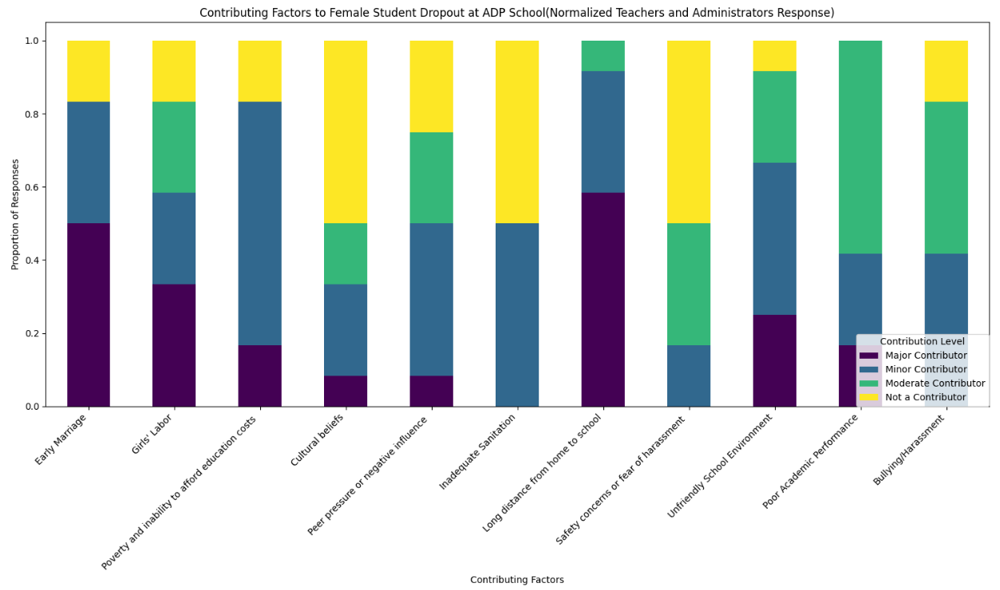 Contributing Factors to Female Student Dropout at ADP School(Normalized Teachers and Administrators Response)
Proportion of Responses
1.0
0.8
0.6
0.4
0.2
0.0
Contribution Level
Major Contributor
Minor Contributor
Moderate Contributor
Not a Contributor
Early Marriage
Girls' Labor
Poverty and inability to afford education costs
Cultural beliefs
Peer pressure or negative influence
Inadequate Sanitation
Long distance from home to school
Safety concerns or fear of harassment
Unfriendly School Environment
Poor Academic Performance
Bullying/Harassment
Contributing Factors